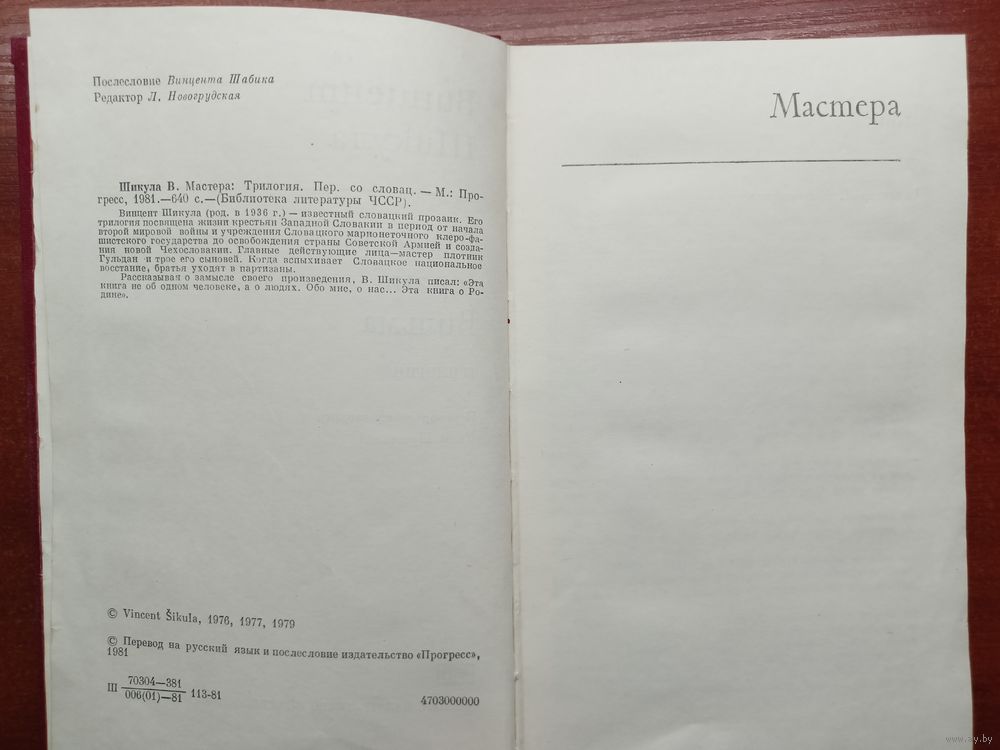 Послесловие Винцента Шабика
Редактор Л. Новогрудская
Шикула В. Мастера: Трилогия. Пер. со словац. — М.: Про-
гресс, 1981.—640 с.—(Библиотека литературы ЧССР).
Винцент Шикула (род. в 1936 г.) — известный словацкий прозаик. Его
трилогия посвящена жизни крестьян Западной Словакии в период от начала
второй мировой войны и учреждения Словацкого марионеточного клеро-фа-
шистского государства до освобождения страны Советской Армией и созда-
ния новой Чехословакии. Главные действующие лица—мастер плотник
Гульдан и трое его сыновей. Когда вспыхивает Словацкое национальное
восстание, братья уходят в партизаны.
Рассказывая о замысле своего произведения, В. Шикула писал: «Эта
книга не об одном человеке, а о людях. Обо мне, о нас... Эта книга о Ро-
дине».
© Vincent Šikula, 1976, 1977, 1979
© Перевод на русский язык и послесловие издательство «Прогресс»,
1981
Ш 70304—381
006(01)—81 113-81
4703000000
Мастера
www.ay.by